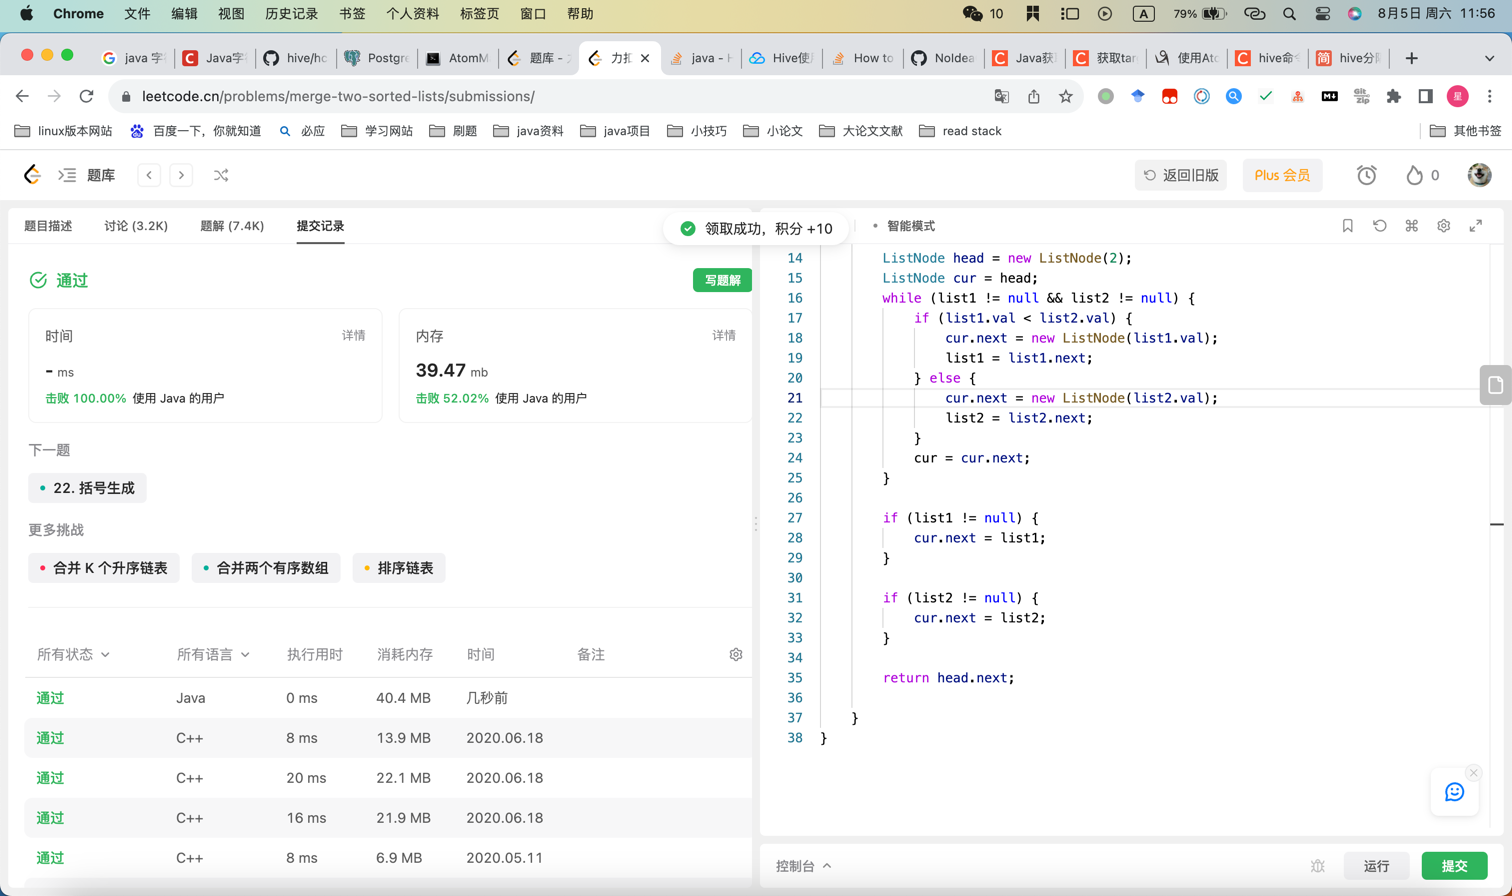 Chrome 文件 编辑 视图 历史记录 书签 个人资料 标签页 窗口 帮助 10 A 79% 8月5日 周六 11:56
java 字 Java字 hive/ho Postgre AtomM 题库 - 力扣 java - H Hive使 How to NoIdea Java获 获取tar 使用Ato hive命令 hive分
leetcode.cn/problems/merge-two-sorted-lists/submissions/
linux版本网站 百度一下，你就知道 必应 学习网站 刷题 java资料 java项目 小技巧 小论文 大论文文献 read stack 其他书签
题库 返回旧版 Plus 会员 0
题目描述 讨论 (3.2K) 题解 (7.4K) 提交记录
领取成功，积分 +10
智能模式
通过 写题解
时间 详情
- ms
击败 100.00% 使用 Java 的用户
内存 详情
39.47 mb
击败 52.02% 使用 Java 的用户
下一题
22. 括号生成
更多挑战
合并 K 个升序链表 合并两个有序数组 排序链表
所有状态 所有语言 执行用时 消耗内存 时间 备注
通过 Java 0 ms 40.4 MB 几秒前
通过 C++ 8 ms 13.9 MB 2020.06.18
通过 C++ 20 ms 22.1 MB 2020.06.18
通过 C++ 16 ms 21.9 MB 2020.06.18
通过 C++ 8 ms 6.9 MB 2020.05.11
14 ListNode head = new ListNode(2);
15 ListNode cur = head;
16 while (list1 != null && list2 != null) {
17 if (list1.val < list2.val) {
18 cur.next = new ListNode(list1.val);
19 list1 = list1.next;
20 } else {
21 cur.next = new ListNode(list2.val);
22 list2 = list2.next;
23 }
24 cur = cur.next;
25 }
26
27 if (list1 != null) {
28 cur.next = list1;
29 }
30
31 if (list2 != null) {
32 cur.next = list2;
33 }
34
35 return head.next;
36
37 }
38 }
控制台 运行 提交